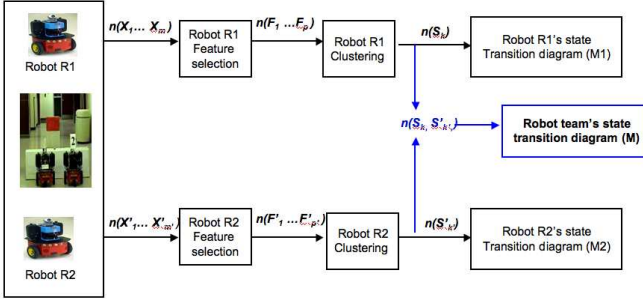 n(X₁... Xₘ)
n(F₁ ...Fₚ)
n(Sₖ)
Robot R1
Feature
selection
Robot R1
Clustering
Robot R1's state
Transition diagram (M1)
Robot R1
n(Sₖ, S'ₖ',)
Robot team's state
transition diagram (M)
n(X'₁... X'ₘ')
n(F'₁ ...F'ₚ')
n(S'ₖ')
Robot R2
Feature
selection
Robot R2
Clustering
Robot R2's state
Transition diagram (M2)
Robot R2